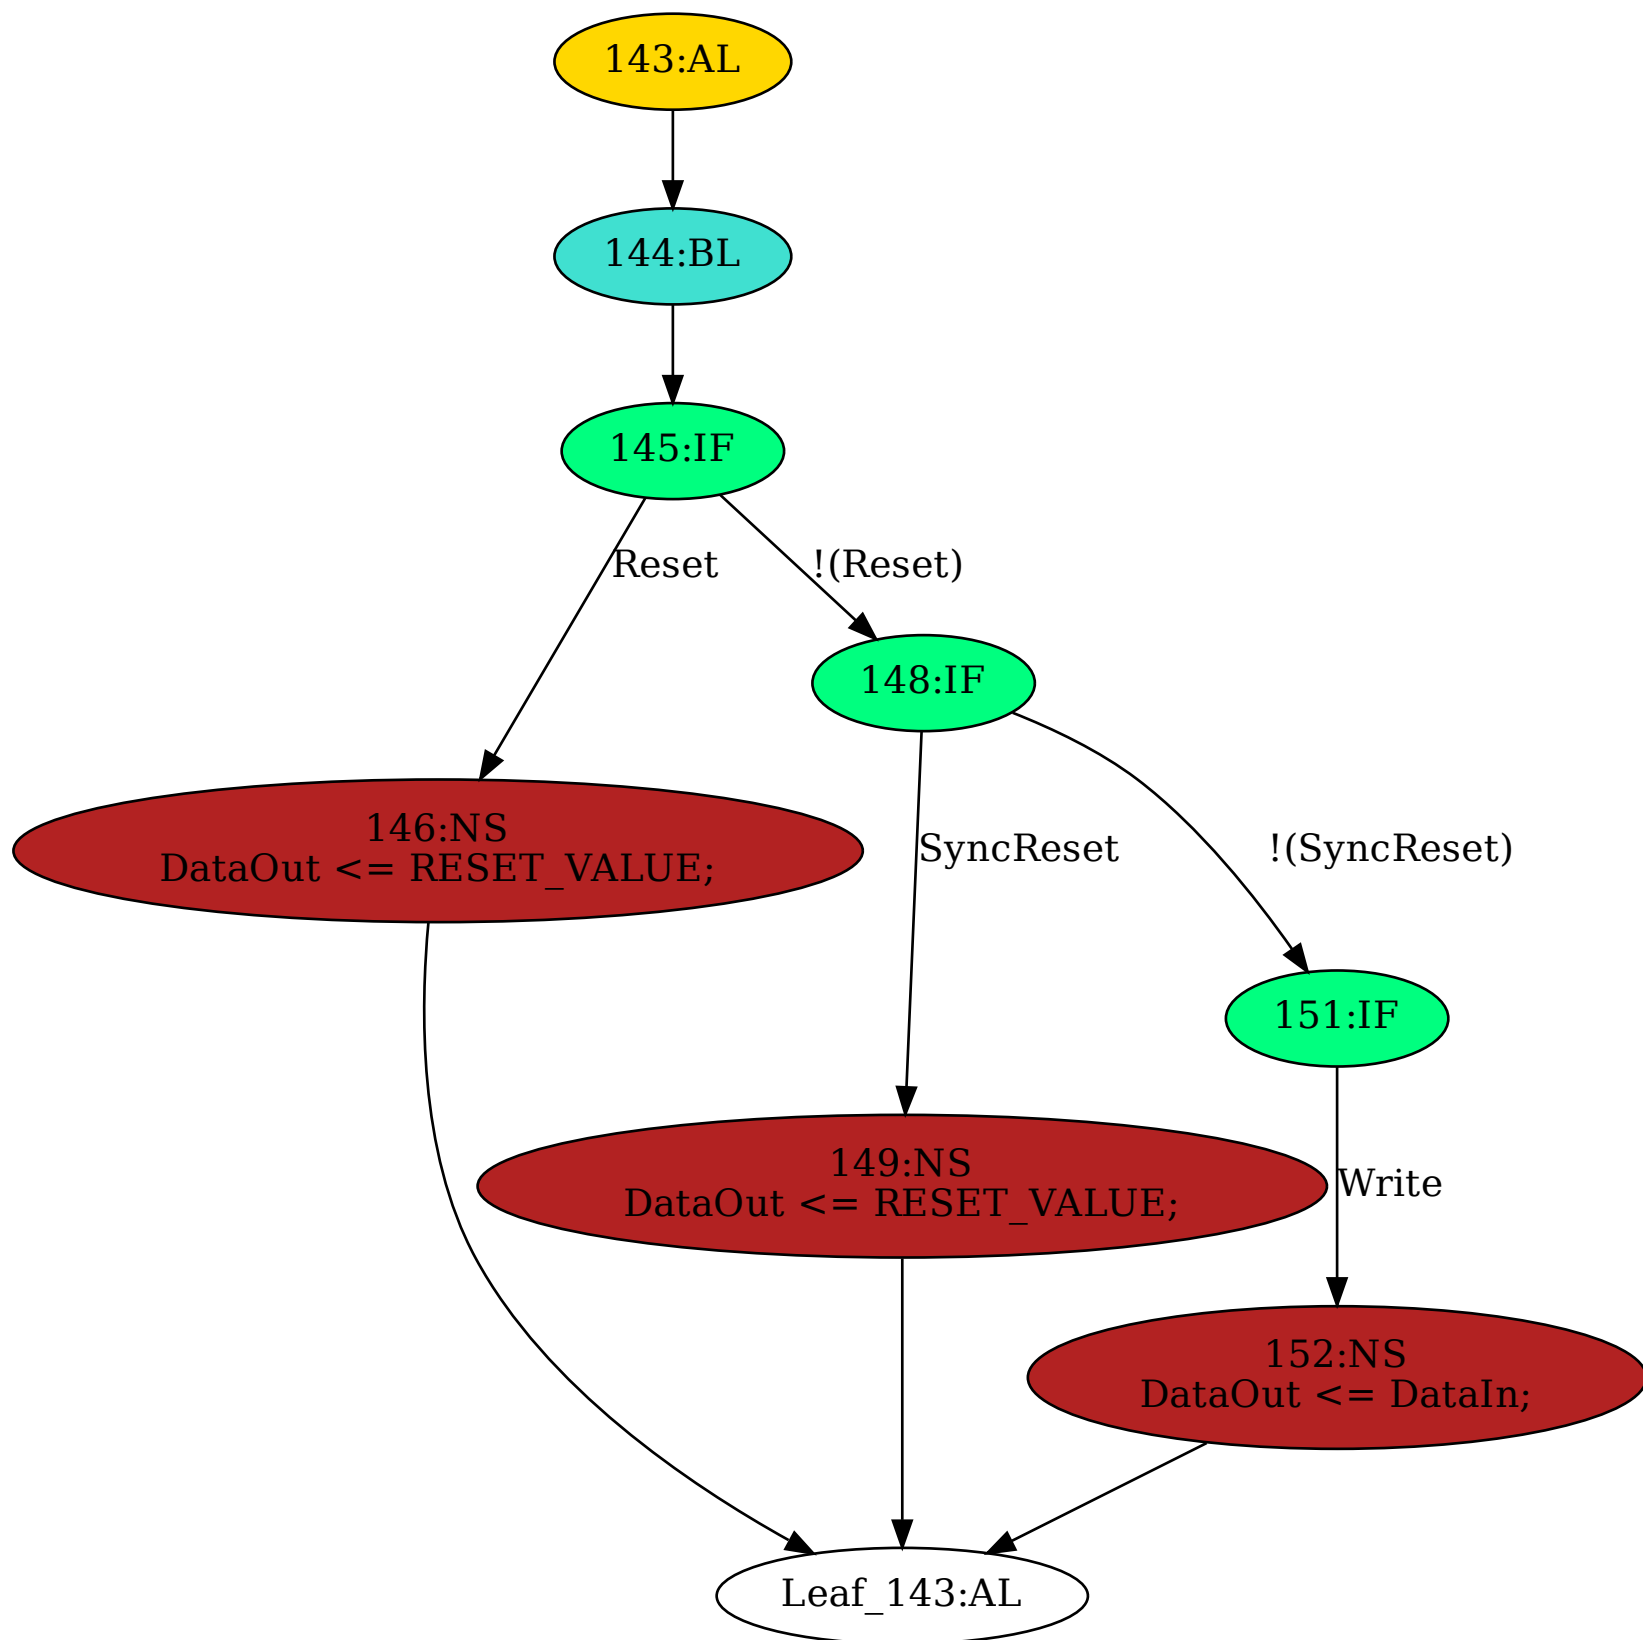 143:AL
144:BL
145:IF
Reset
!(Reset)
148:IF
146:NS
DataOut <= RESET_VALUE;
SyncReset
!(SyncReset)
151:IF
149:NS
DataOut <= RESET_VALUE;
Write
152:NS
DataOut <= DataIn;
Leaf_143:AL